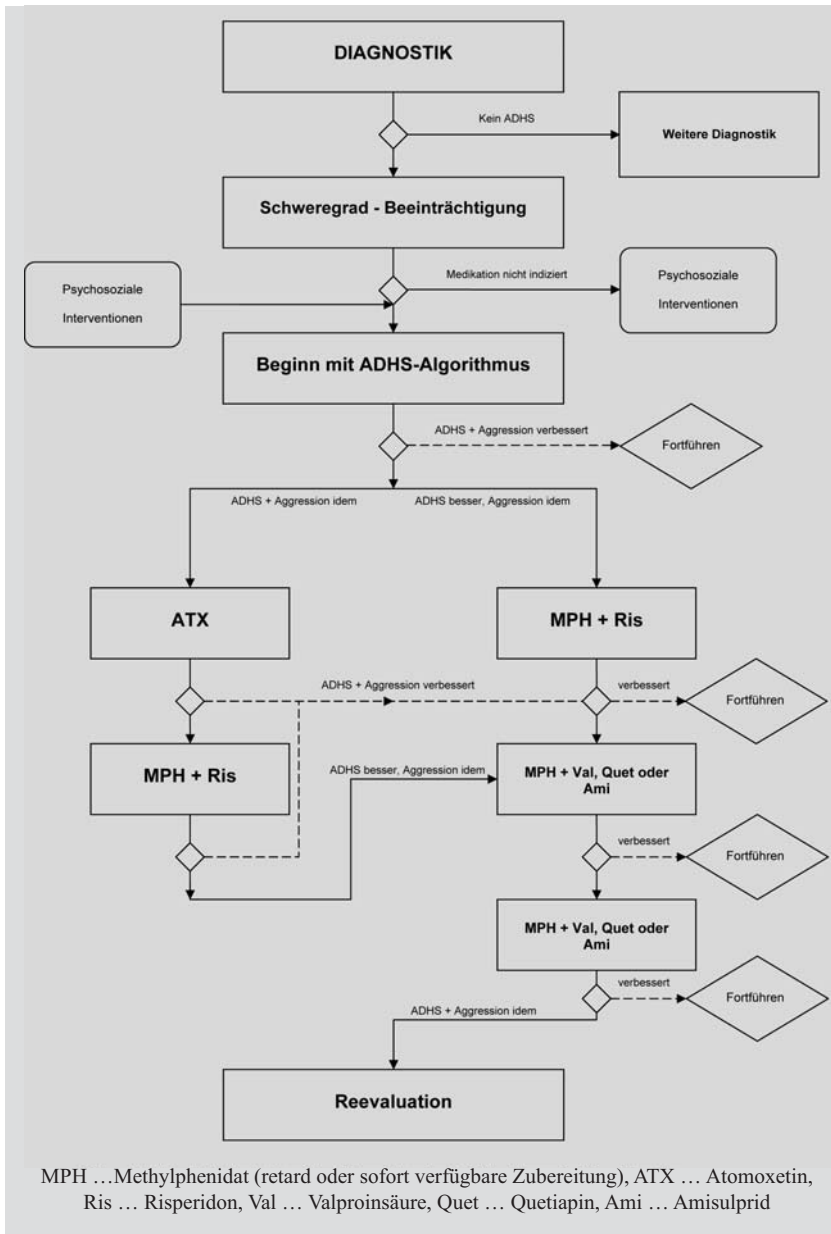 DIAGNOSTIK
Kein ADHS
Weitere Diagnostik
Schweregrad - Beeinträchtigung
Psychosoziale
Interventionen
Medikation nicht indiziert
Psychosoziale
Interventionen
Beginn mit ADHS-Algorithmus
ADHS + Aggression verbessert
Fortführen
ADHS + Aggression idem
ADHS besser, Aggression idem
ATX
MPH + Ris
ADHS + Aggression verbessert
verbessert
Fortführen
MPH + Ris
ADHS besser, Aggression idem
MPH + Val, Quet oder
Ami
verbessert
Fortführen
MPH + Val, Quet oder
Ami
verbessert
Fortführen
ADHS + Aggression idem
Reevaluation
MPH …Methylphenidat (retard oder sofort verfügbare Zubereitung), ATX … Atomoxetin,
Ris … Risperidon, Val … Valproinsäure, Quet … Quetiapin, Ami … Amisulprid